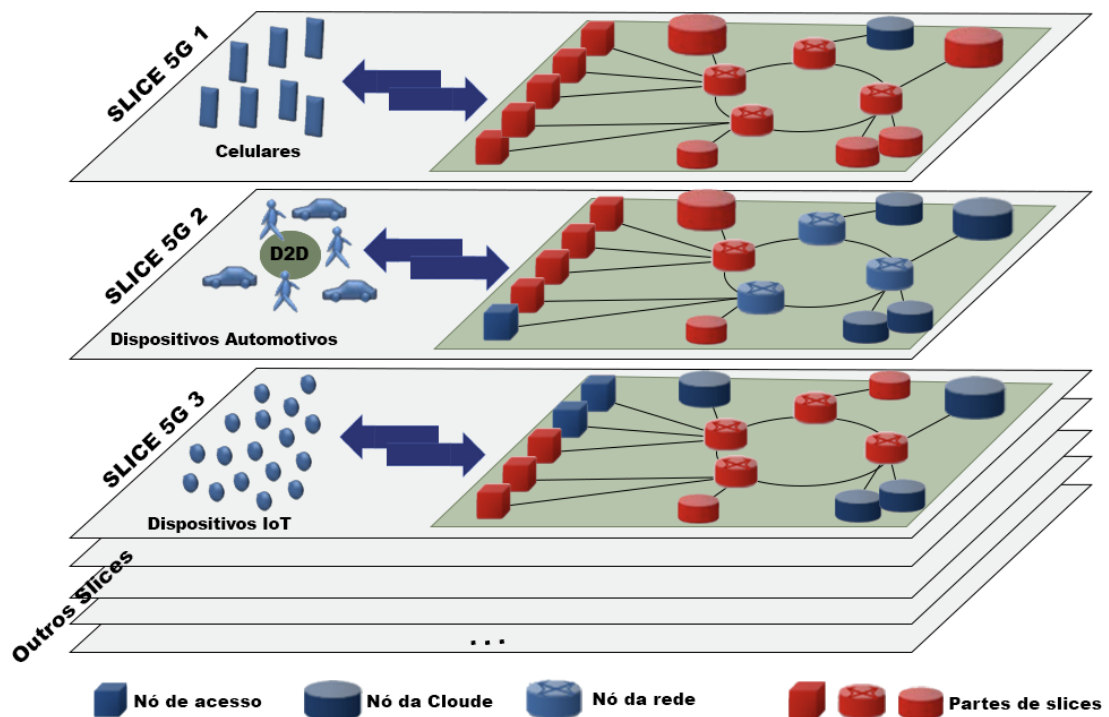 SLICE 5G 1
Celulares
SLICE 5G 2
D2D
Dispositivos Automotivos
SLICE 5G 3
Dispositivos IoT
Outros Slices
...
Nó de acesso
Nó da Cloude
Nó da rede
Partes de slices